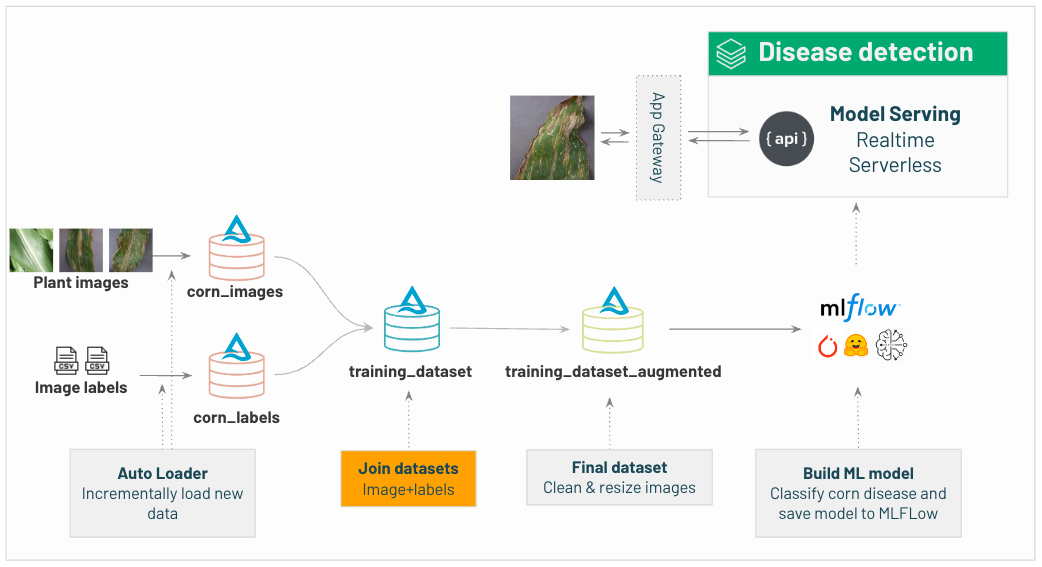 Disease detection
App Gateway
{ api }
Model Serving
Realtime
Serverless
Plant images
corn_images
CSV CSV
Image labels
corn_labels
training_dataset
training_dataset_augmented
mlflow™
Auto Loader
Incrementally load new
data
Join datasets
Image+labels
Final dataset
Clean & resize images
Build ML model
Classify corn disease and
save model to MLFLow